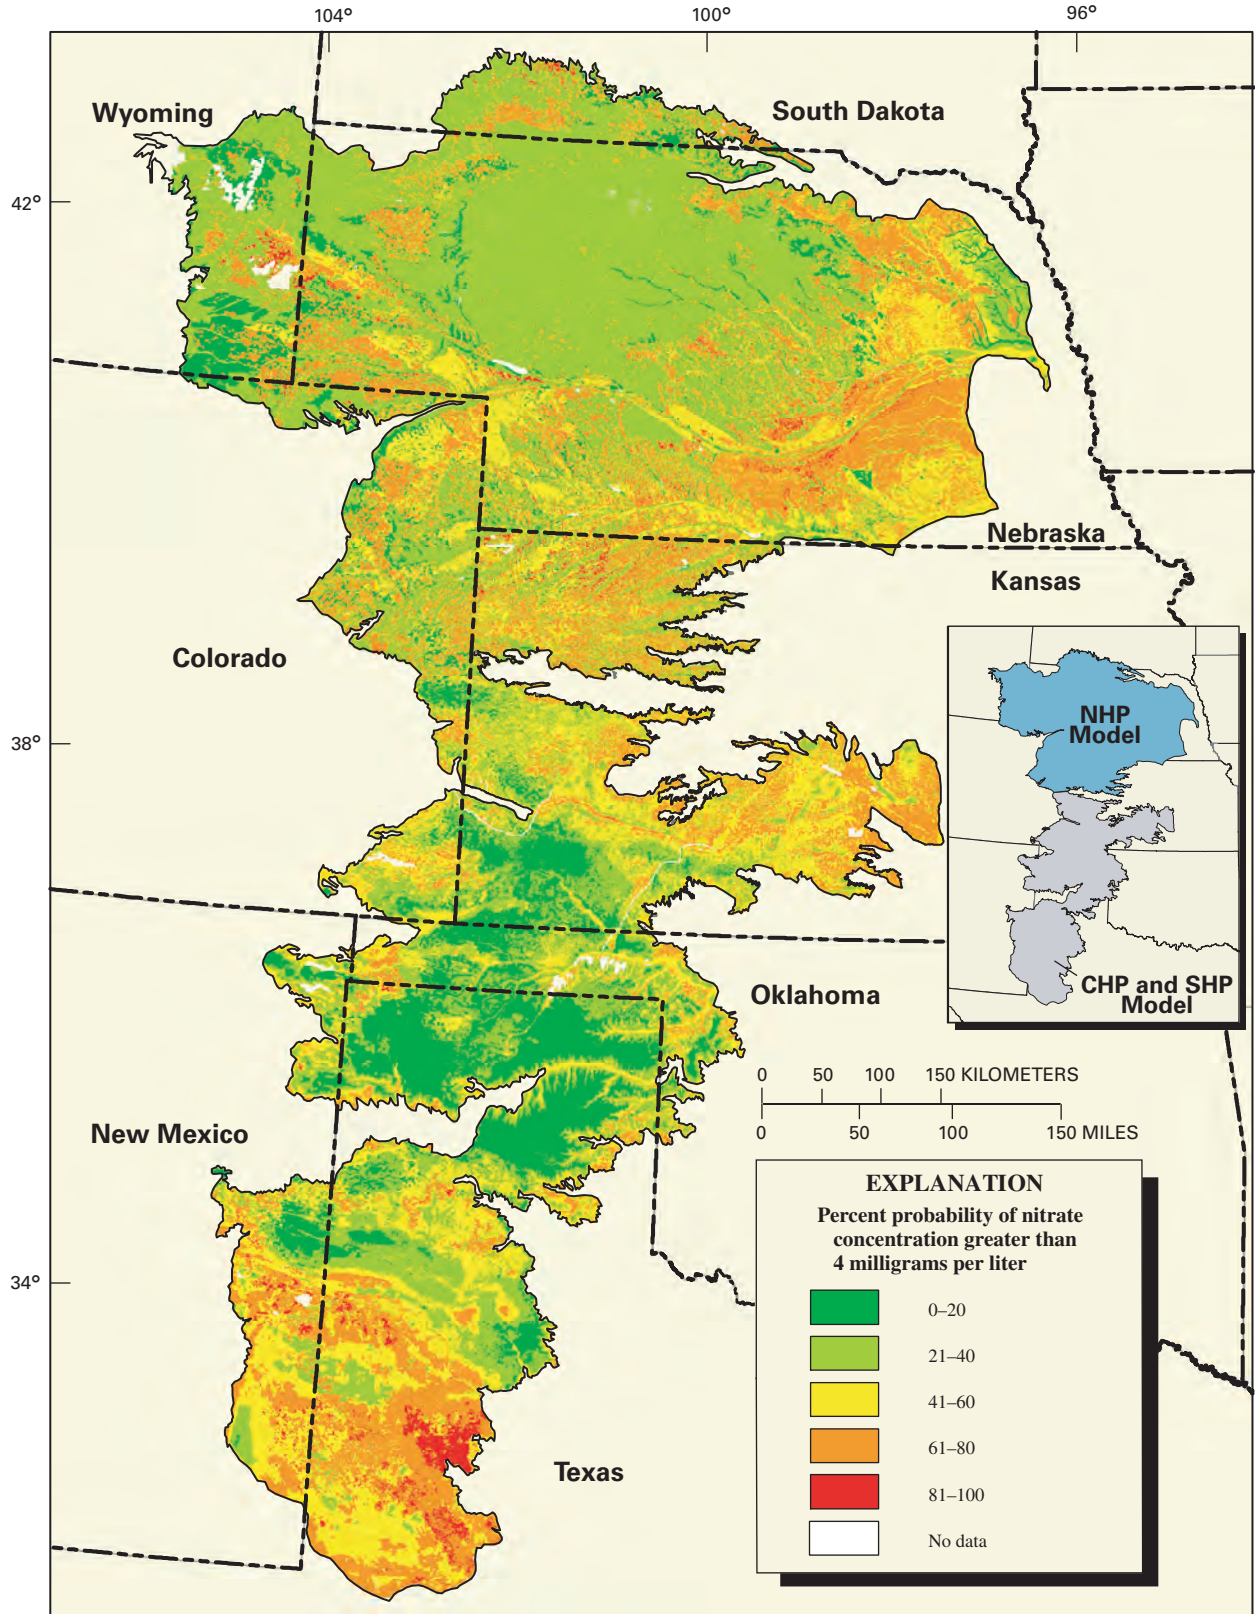 104°
100°
96°
Wyoming
South Dakota
42°
Nebraska
Kansas
Colorado
NHP
Model
38°
CHP and SHP
Model
Oklahoma
0 50 100 150 KILOMETERS
0 50 100 150 MILES
New Mexico
EXPLANATION
Percent probability of nitrate
concentration greater than
4 milligrams per liter
34°
0–20
21–40
41–60
61–80
81–100
No data
Texas